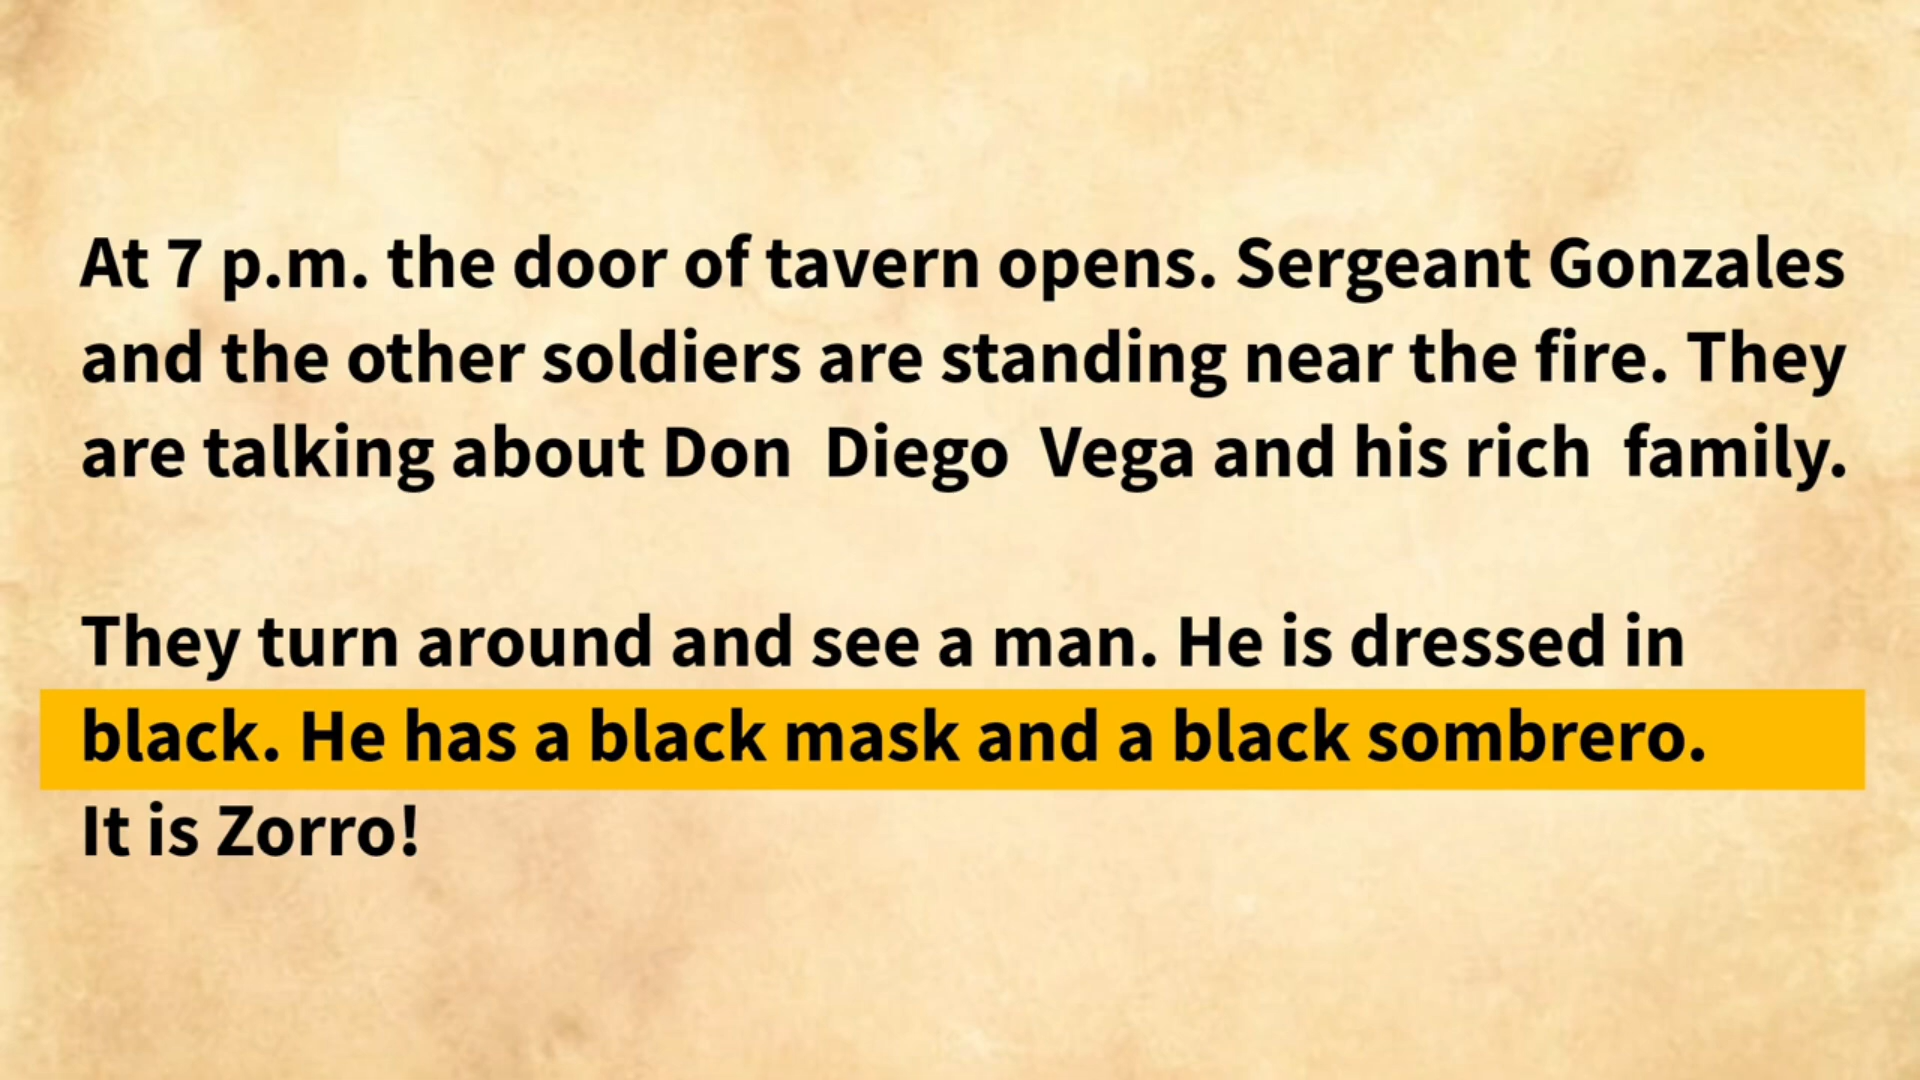 At 7 p.m. the door of tavern opens. Sergeant Gonzales
and the other soldiers are standing near the fire. They
are talking about Don  Diego  Vega and his rich  family.
They turn around and see a man. He is dressed in
black. He has a black mask and a black sombrero.
It is Zorro!